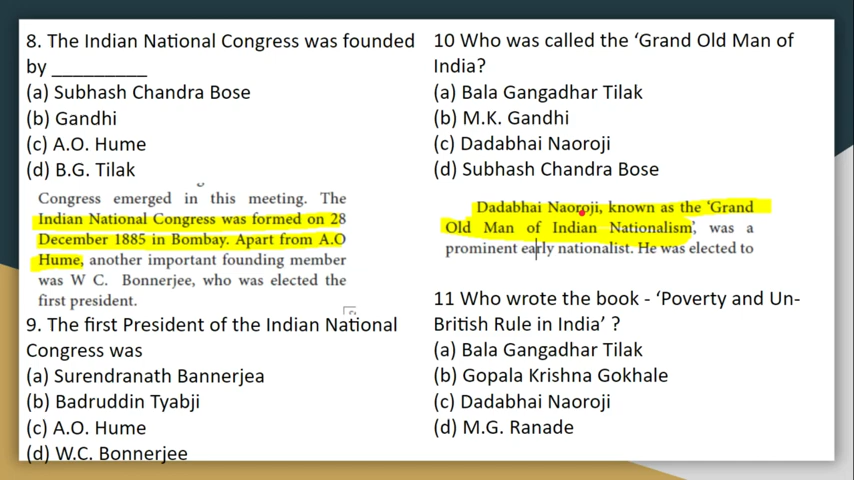 8. The Indian National Congress was founded
by _________
(a) Subhash Chandra Bose
(b) Gandhi
(c) A.O. Hume
(d) B.G. Tilak
Congress emerged in this meeting. The
Indian National Congress was formed on 28
December 1885 in Bombay. Apart from A.O
Hume, another important founding member
was W C. Bonnerjee, who was elected the
first president.
9. The first President of the Indian National
Congress was
(a) Surendranath Bannerjea
(b) Badruddin Tyabji
(c) A.O. Hume
(d) W.C. Bonnerjee
10 Who was called the ‘Grand Old Man of
India?
(a) Bala Gangadhar Tilak
(b) M.K. Gandhi
(c) Dadabhai Naoroji
(d) Subhash Chandra Bose
Dadabhai Naoroji, known as the ‘Grand
Old Man of Indian Nationalism’, was a
prominent early nationalist. He was elected to
11 Who wrote the book - ‘Poverty and Un-
British Rule in India’ ?
(a) Bala Gangadhar Tilak
(b) Gopala Krishna Gokhale
(c) Dadabhai Naoroji
(d) M.G. Ranade